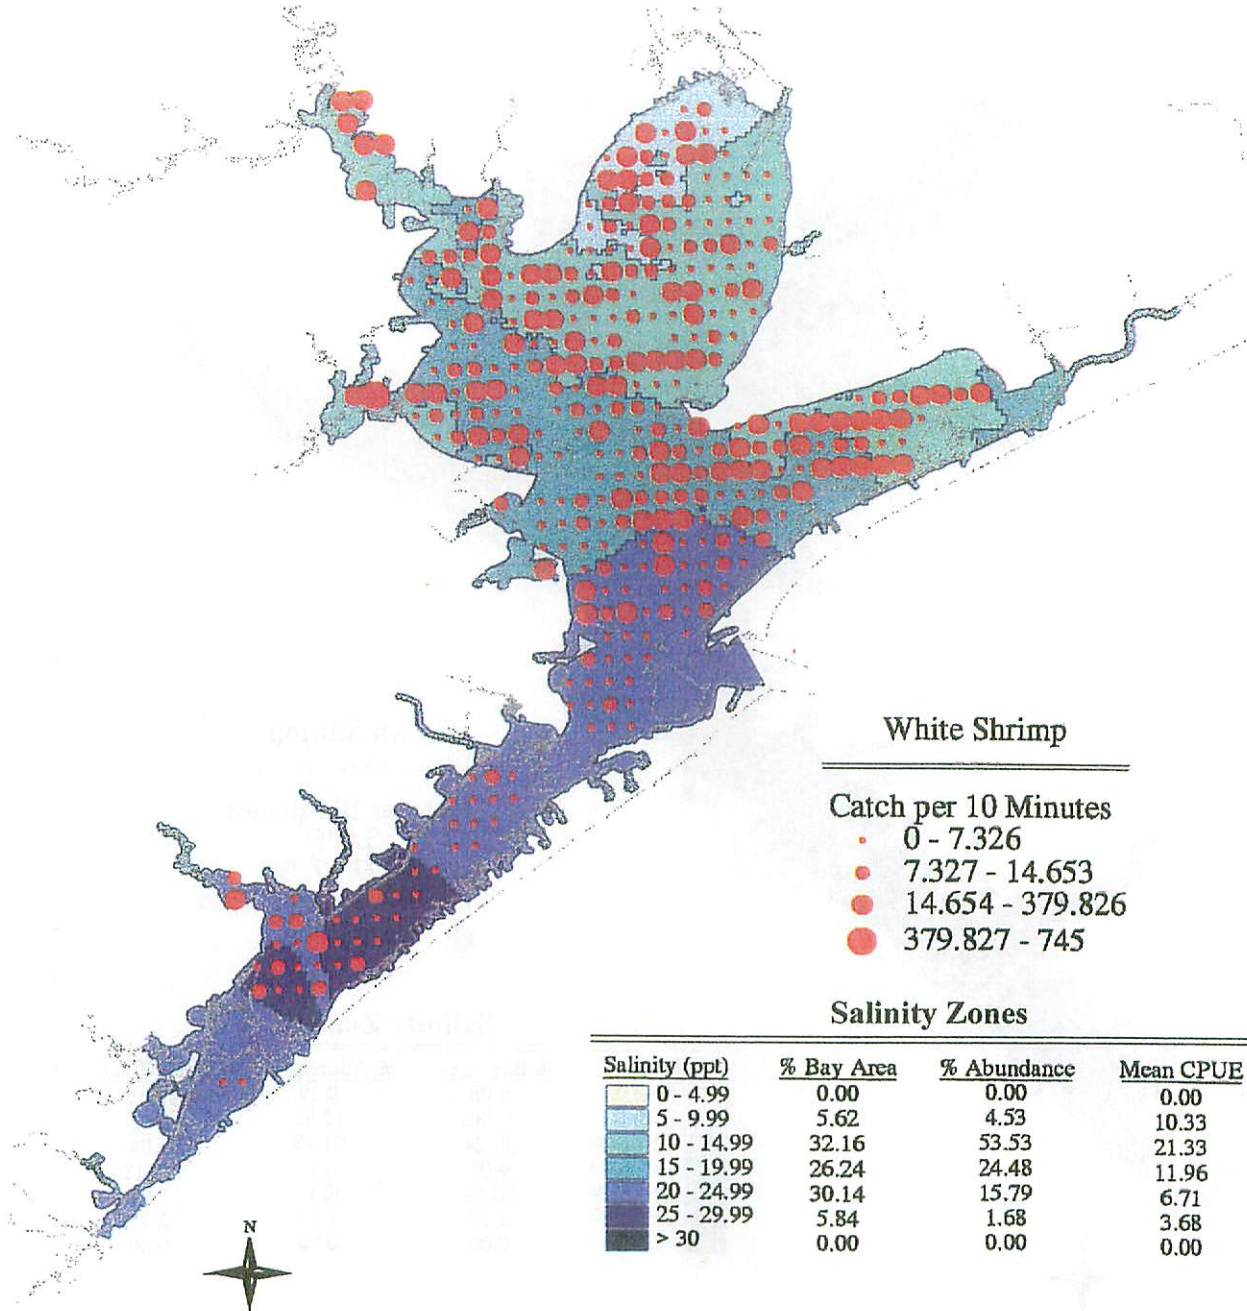 White Shrimp
Catch per 10 Minutes
0 - 7.326
7.327 - 14.653
14.654 - 379.826
379.827 - 745
Salinity Zones
Salinity (ppt) % Bay Area % Abundance Mean CPUE
0 - 4.99 0.00 0.00 0.00
5 - 9.99 5.62 4.53 10.33
10 - 14.99 32.16 53.53 21.33
15 - 19.99 26.24 24.48 11.96
20 - 24.99 30.14 15.79 6.71
25 - 29.99 5.84 1.68 3.68
> 30 0.00 0.00 0.00
N